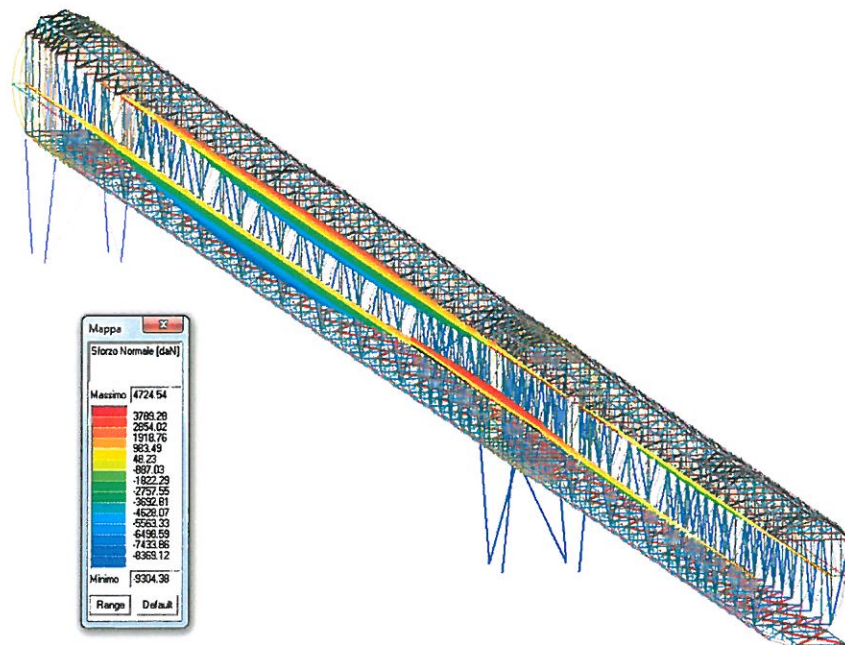 Mappa
Sforzo Normale [daN]
Massimo 4724.54
3789.28
2854.02
1918.76
983.49
48.23
-887.03
-1822.29
-2757.55
-3692.81
-4628.07
-5563.33
-6498.59
-7433.86
-8369.12
Minimo -9304.38
Range Default